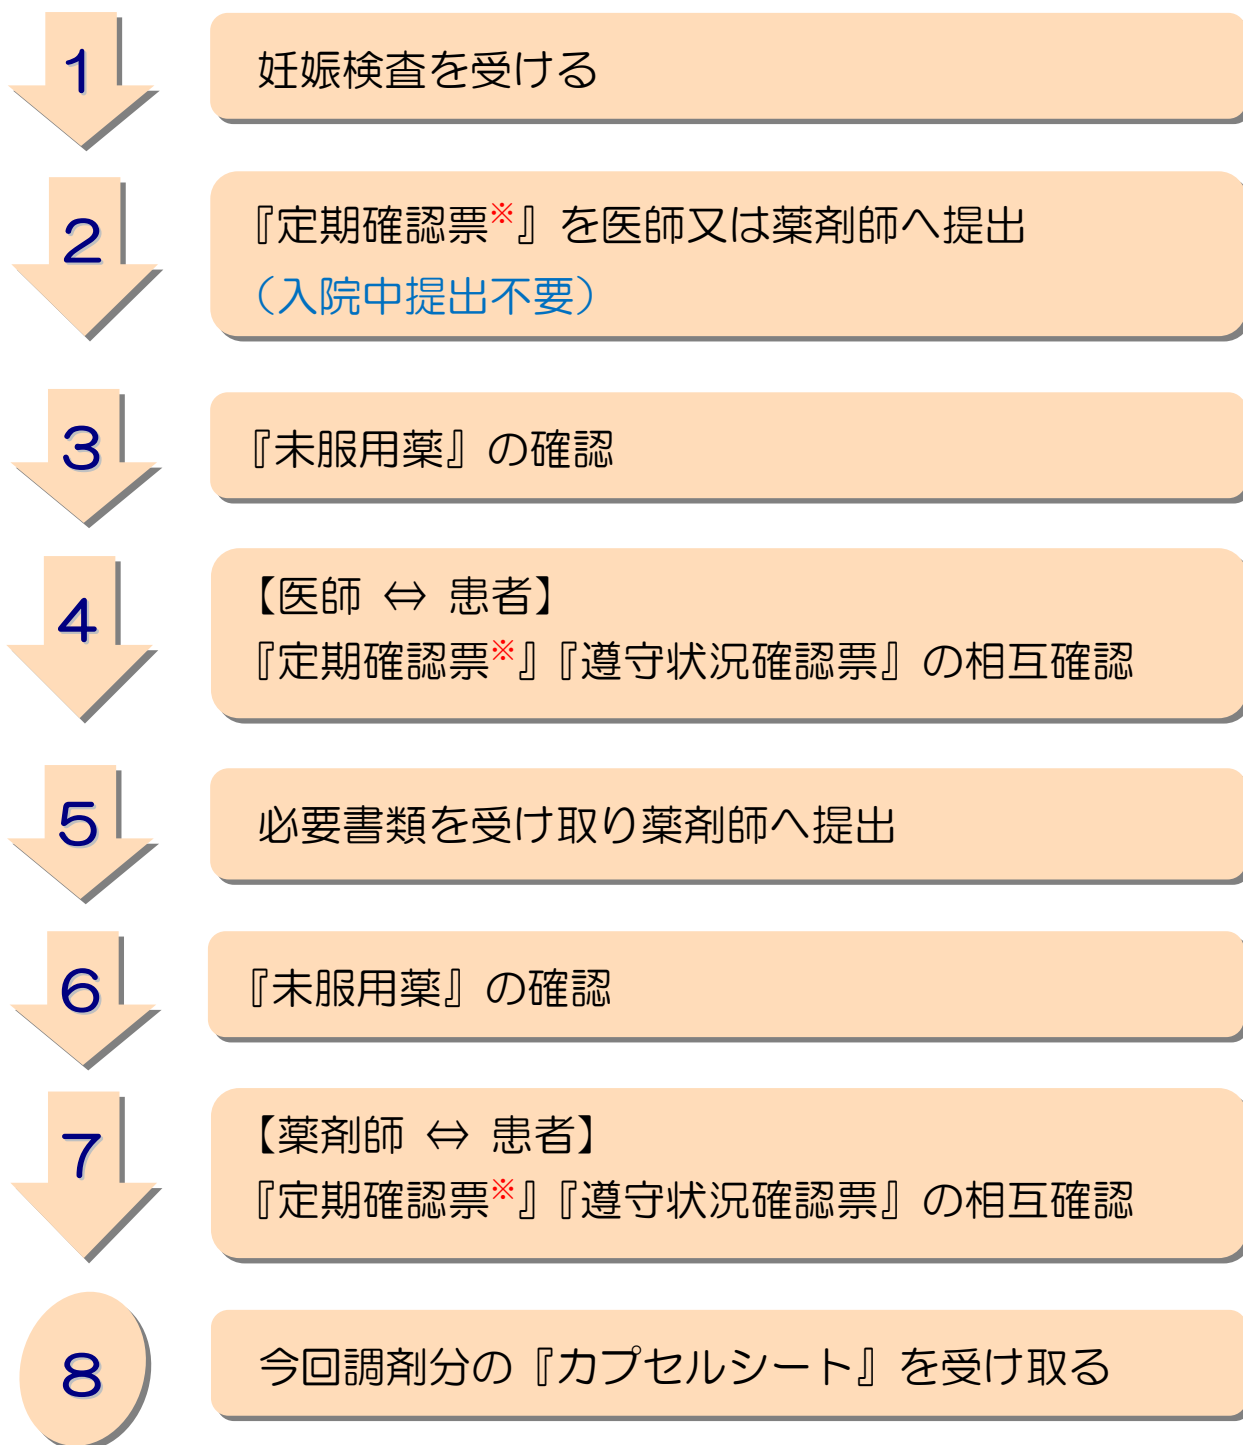 1
妊娠検査を受ける
2
『定期確認票※』を医師又は薬剤師へ提出
（入院中提出不要）
3
『未服用薬』の確認
4
【医師 ⇔ 患者】
『定期確認票※』『遵守状況確認票』の相互確認
5
必要書類を受け取り薬剤師へ提出
6
『未服用薬』の確認
7
【薬剤師 ⇔ 患者】
『定期確認票※』『遵守状況確認票』の相互確認
8
今回調剤分の『カプセルシート』を受け取る